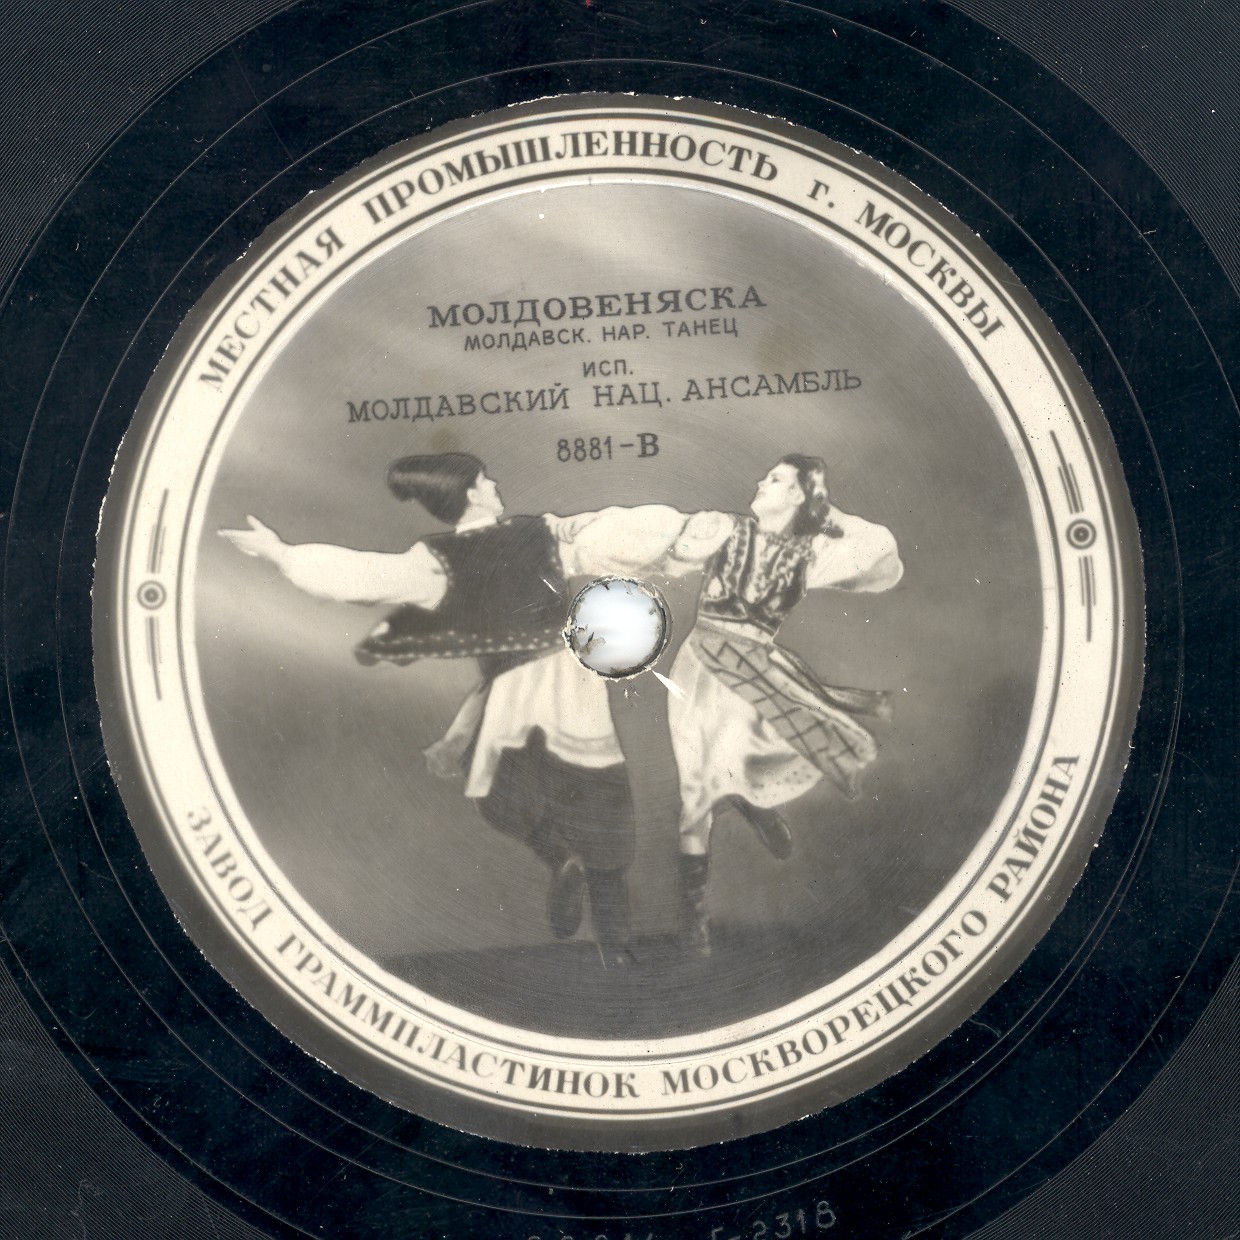 МЕСТНАЯ ПРОМЫШЛЕННОСТЬ г. МОСКВЫ
МОЛДОВЕНЯСКА
МОЛДАВСК. НАР. ТАНЕЦ
ИСП.
МОЛДАВСКИЙ НАЦ. АНСАМБЛЬ
8881-В
ЗАВОД ГРАММПЛАСТИНОК МОСКВОРЕЦКОГО РАЙОНА
Г-2318